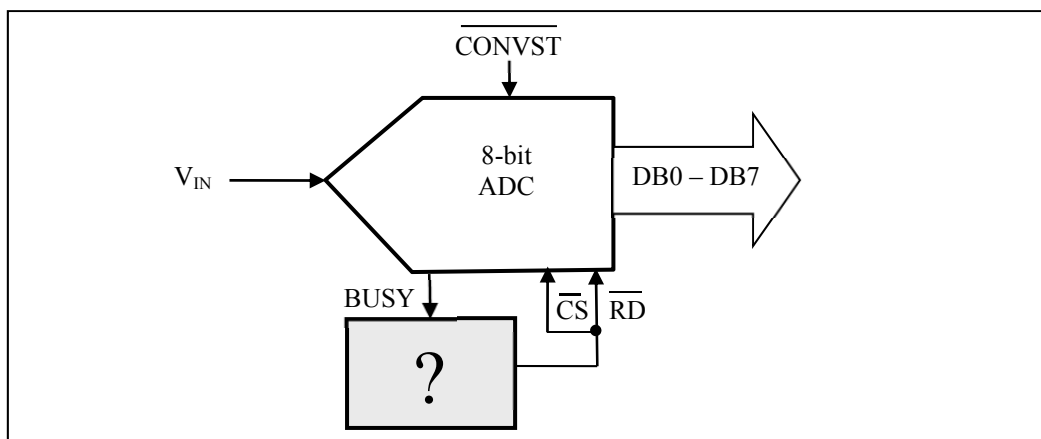 CONVST
8-bit
ADC
V_IN
DB0 – DB7
BUSY
CS
RD
?